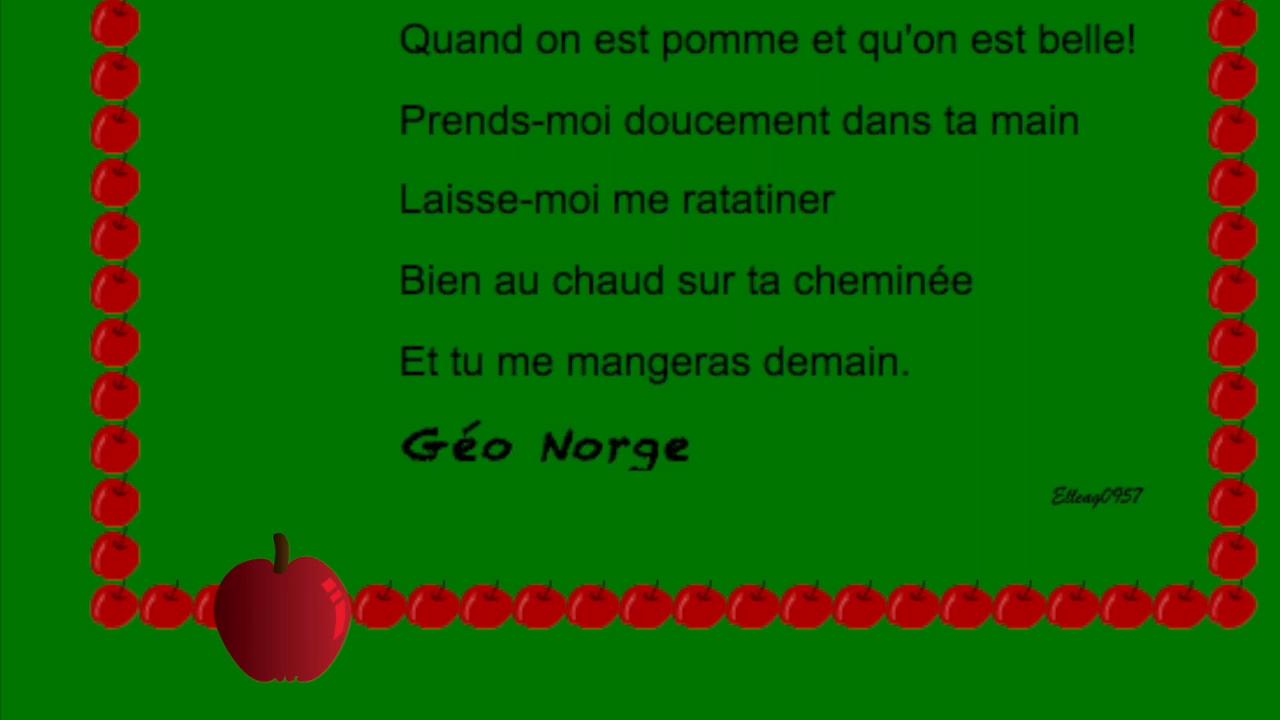 Quand on est pomme et qu'on est belle!
Prends-moi doucement dans ta main
Laisse-moi me ratatiner
Bien au chaud sur ta cheminée
Et tu me mangeras demain.
Géo Norge
Elleag0957